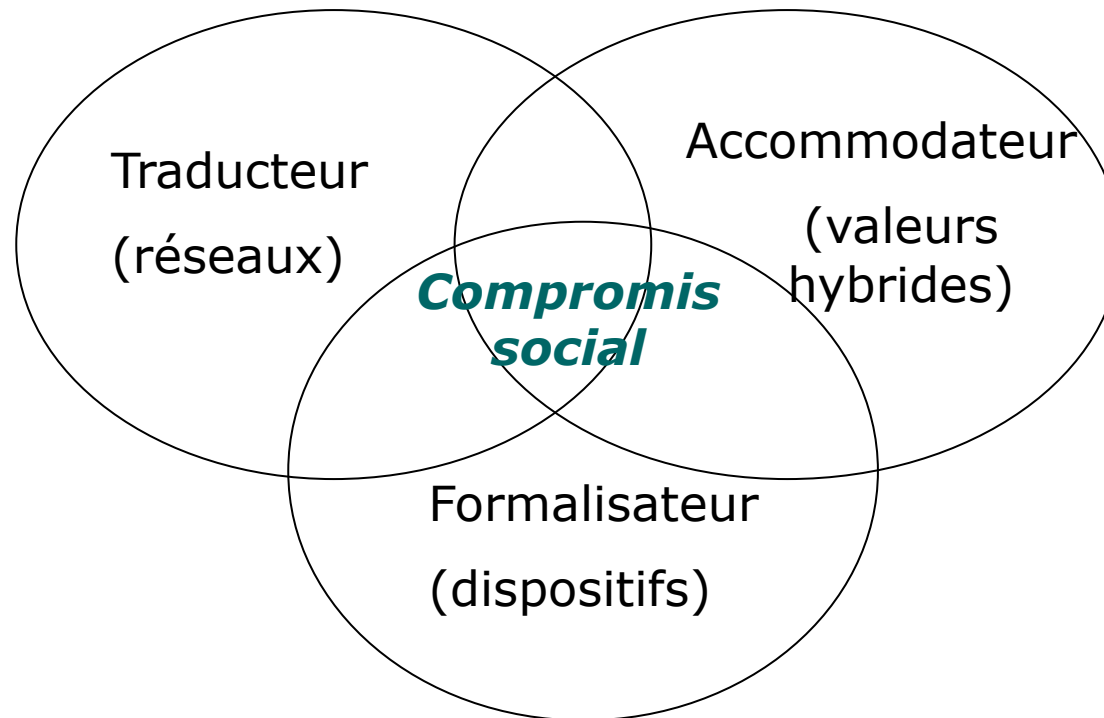 Traducteur
(réseaux)
Accommodateur
(valeurs
hybrides)
Compromis
social
Formalisateur
(dispositifs)